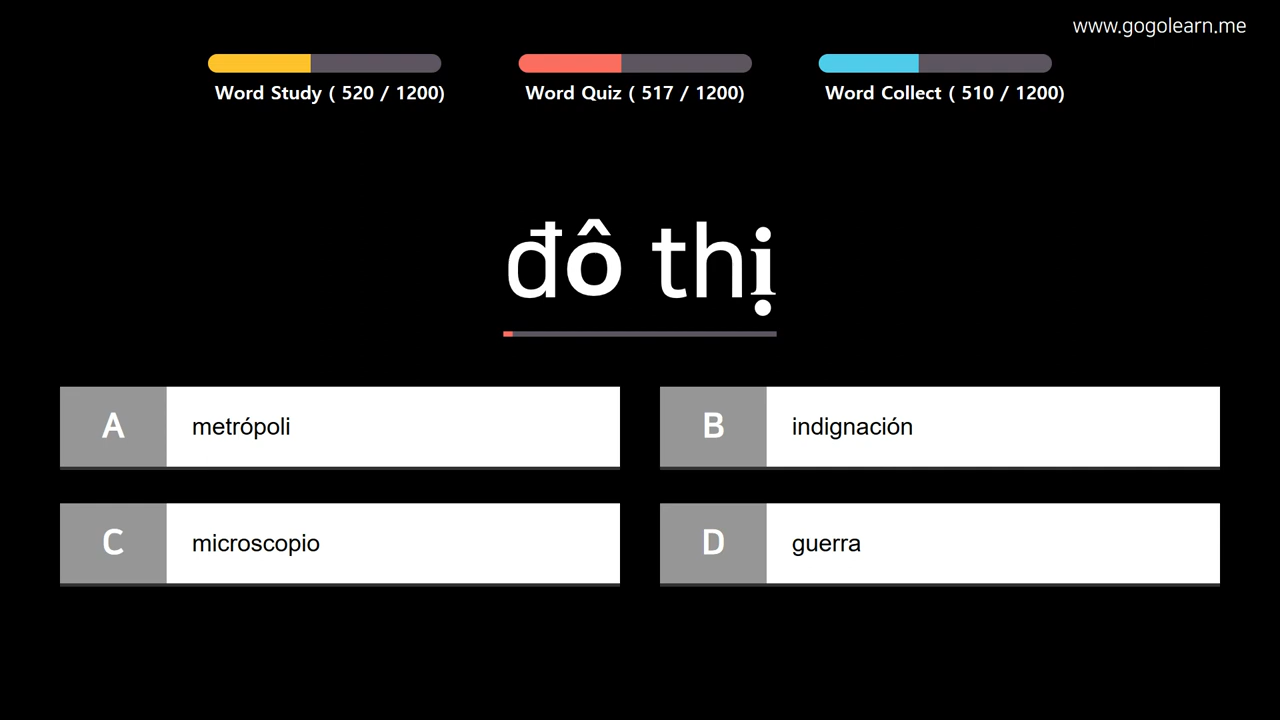 www.gogolearn.me
Word Study ( 520 / 1200)
Word Quiz ( 517 / 1200)
Word Collect ( 510 / 1200)
đô thị
A metrópoli
B indignación
C microscopio
D guerra